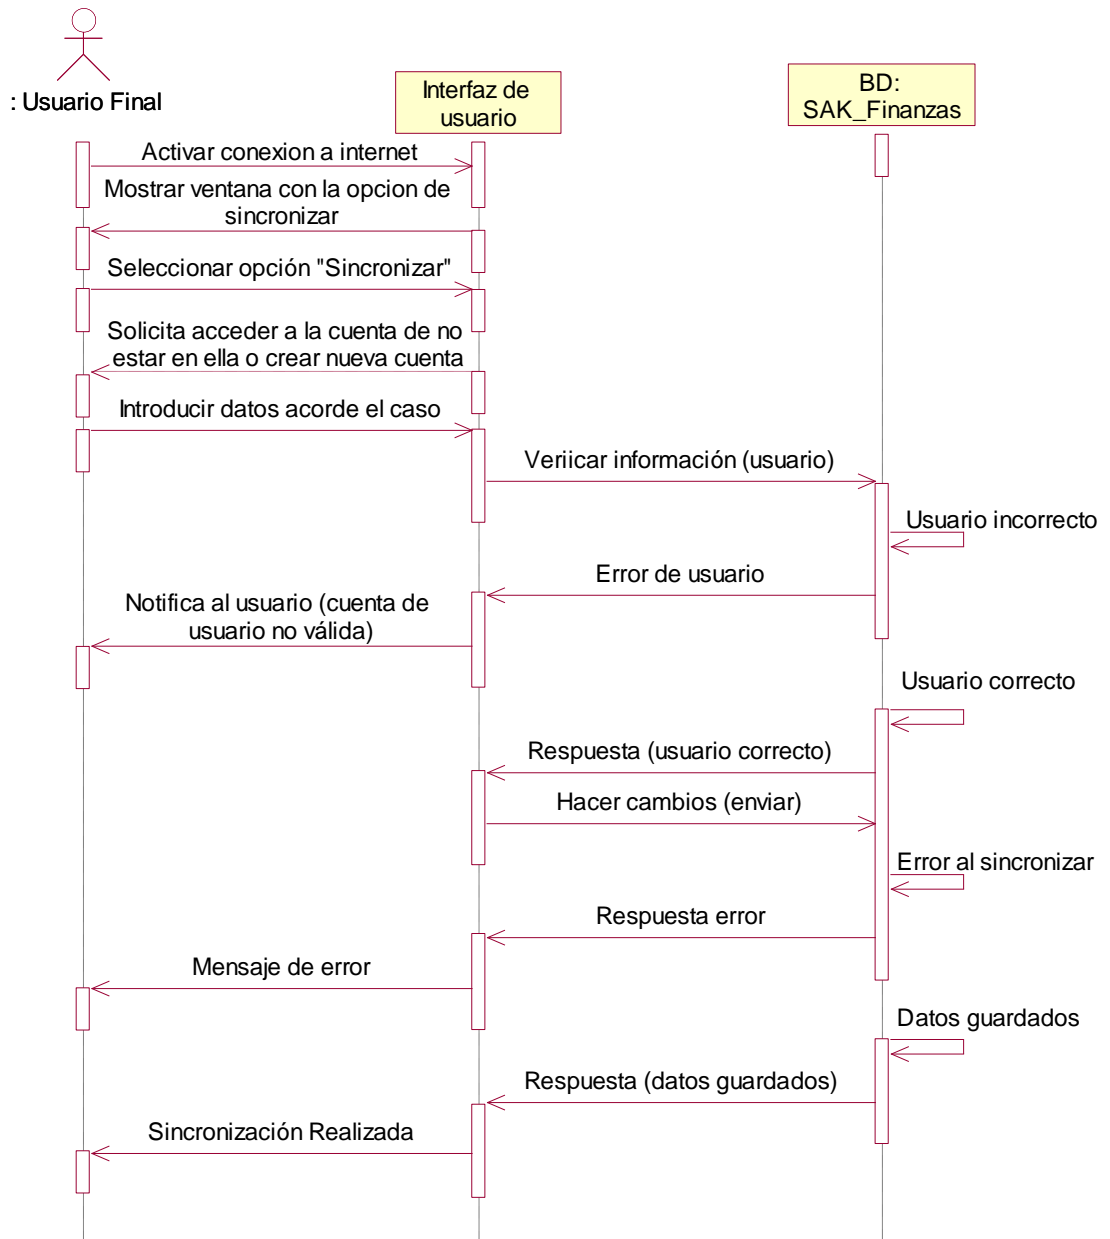 : Usuario Final
Interfaz de
usuario
BD:
SAK_Finanzas
Activar conexion a internet
Mostrar ventana con la opcion de
sincronizar
Seleccionar opción "Sincronizar"
Solicita acceder a la cuenta de no
estar en ella o crear nueva cuenta
Introducir datos acorde el caso
Veriicar información (usuario)
Usuario incorrecto
Error de usuario
Notifica al usuario (cuenta de
usuario no válida)
Usuario correcto
Respuesta (usuario correcto)
Hacer cambios (enviar)
Error al sincronizar
Respuesta error
Mensaje de error
Datos guardados
Respuesta (datos guardados)
Sincronización Realizada